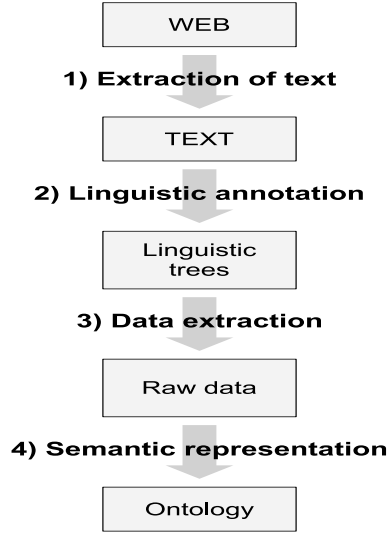 WEB
1) Extraction of text
TEXT
2) Linguistic annotation
Linguistic
trees
3) Data extraction
Raw data
4) Semantic representation
Ontology